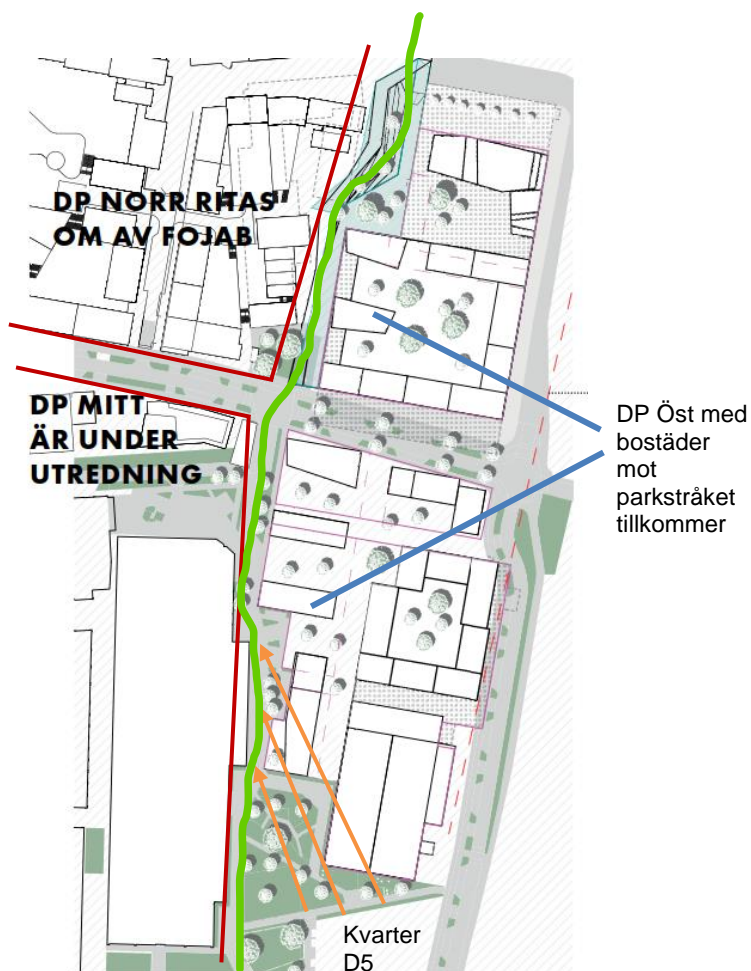 DP NORR RITAS
OM AV FOJAB
DP MITT
ÄR UNDER
UTREDNING
DP Öst med
bostäder
mot
parkstråket
tillkommer
Kvarter
D5